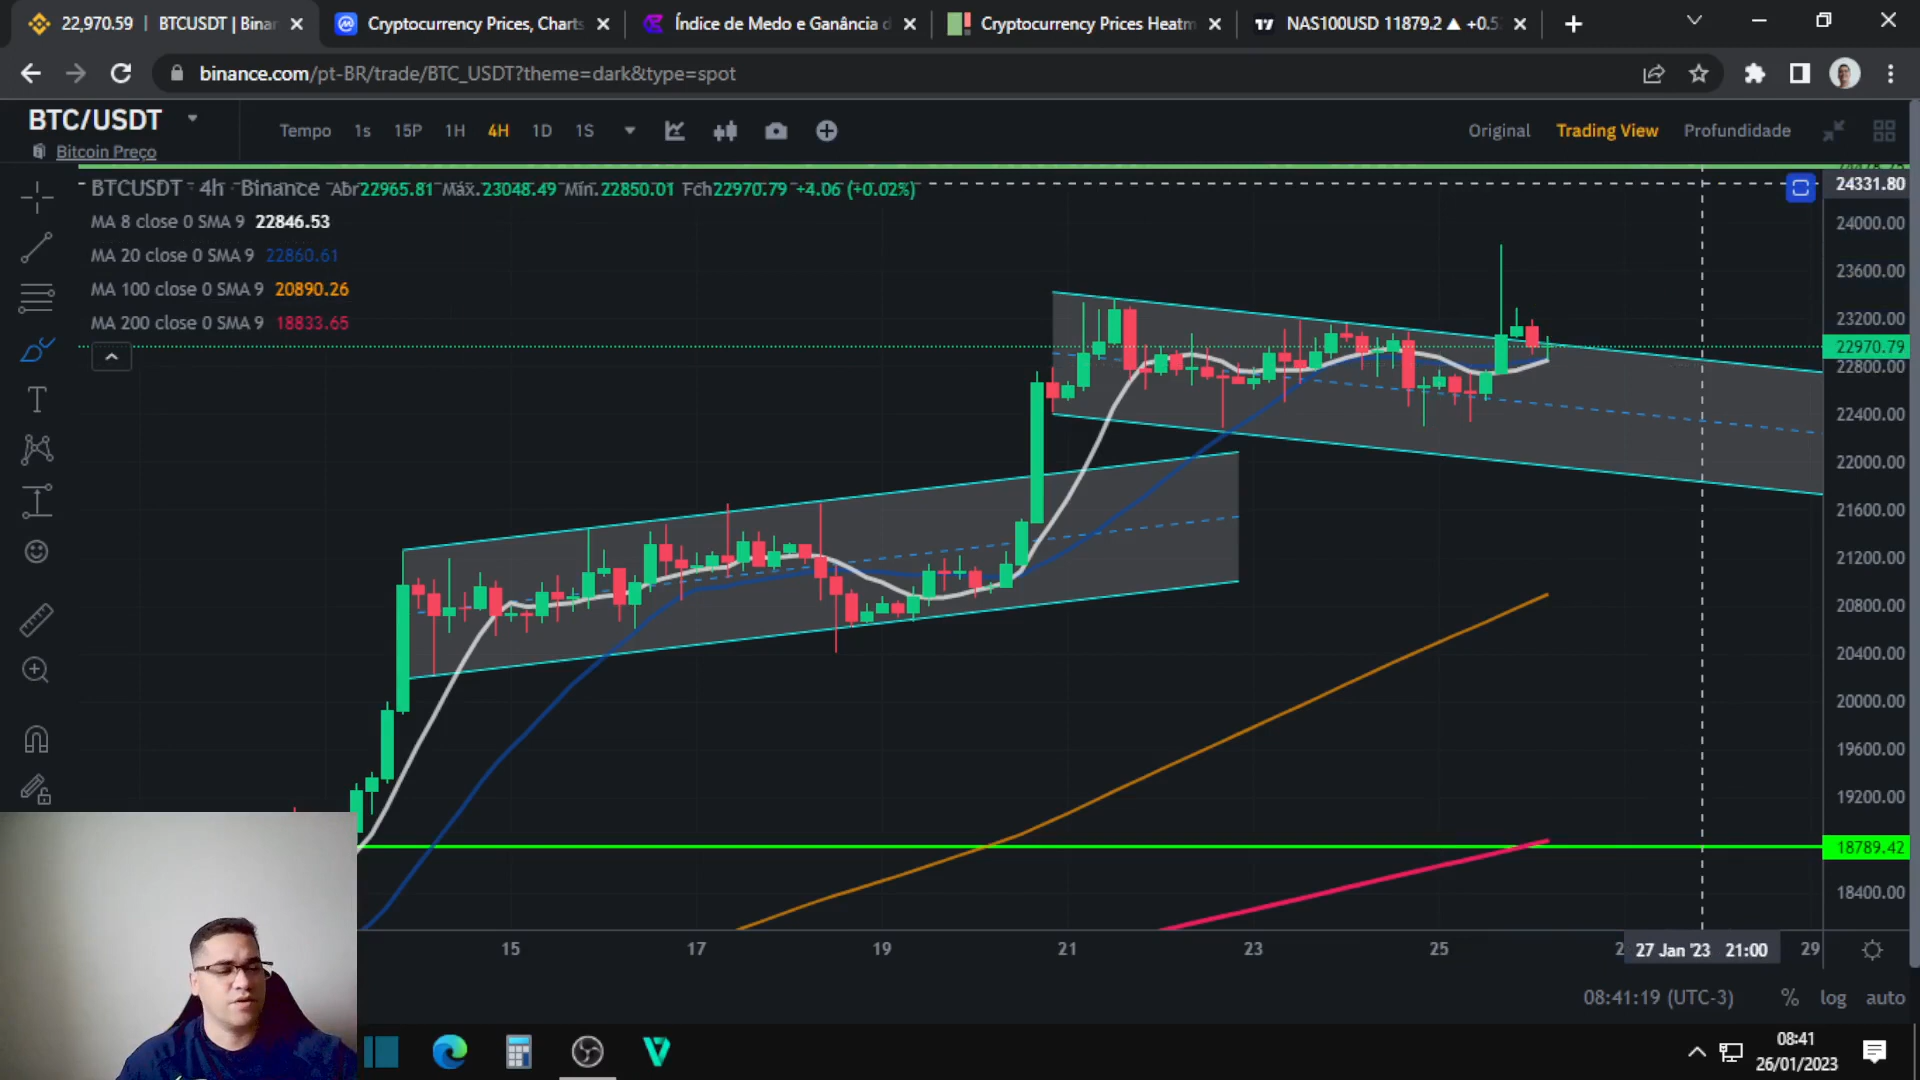 22,970.59 | BTCUSDT | Binan
Cryptocurrency Prices, Charts
Índice de Medo e Ganância d
Cryptocurrency Prices Heatm
NAS100USD 11879.2 ▲ +0.5
binance.com/pt-BR/trade/BTC_USDT?theme=dark&type=spot
BTC/USDT
Bitcoin Preço
Tempo 1s 15P 1H 4H 1D 1S
Original Trading View Profundidade
BTCUSDT - 4h - Binance Abr22965.81 Máx.23048.49 Mín.22850.01 Fch22970.79 +4.06 (+0.02%)
MA 8 close 0 SMA 9 22846.53
MA 20 close 0 SMA 9 22860.61
MA 100 close 0 SMA 9 20890.26
MA 200 close 0 SMA 9 18833.65
24331.80
24000.00
23600.00
23200.00
22970.79
22800.00
22400.00
22000.00
21600.00
21200.00
20800.00
20400.00
20000.00
19600.00
19200.00
18789.42
18400.00
15 17 19 21 23 25 27 Jan '23 21:00 29
08:41:19 (UTC-3) % log auto
08:41
26/01/2023